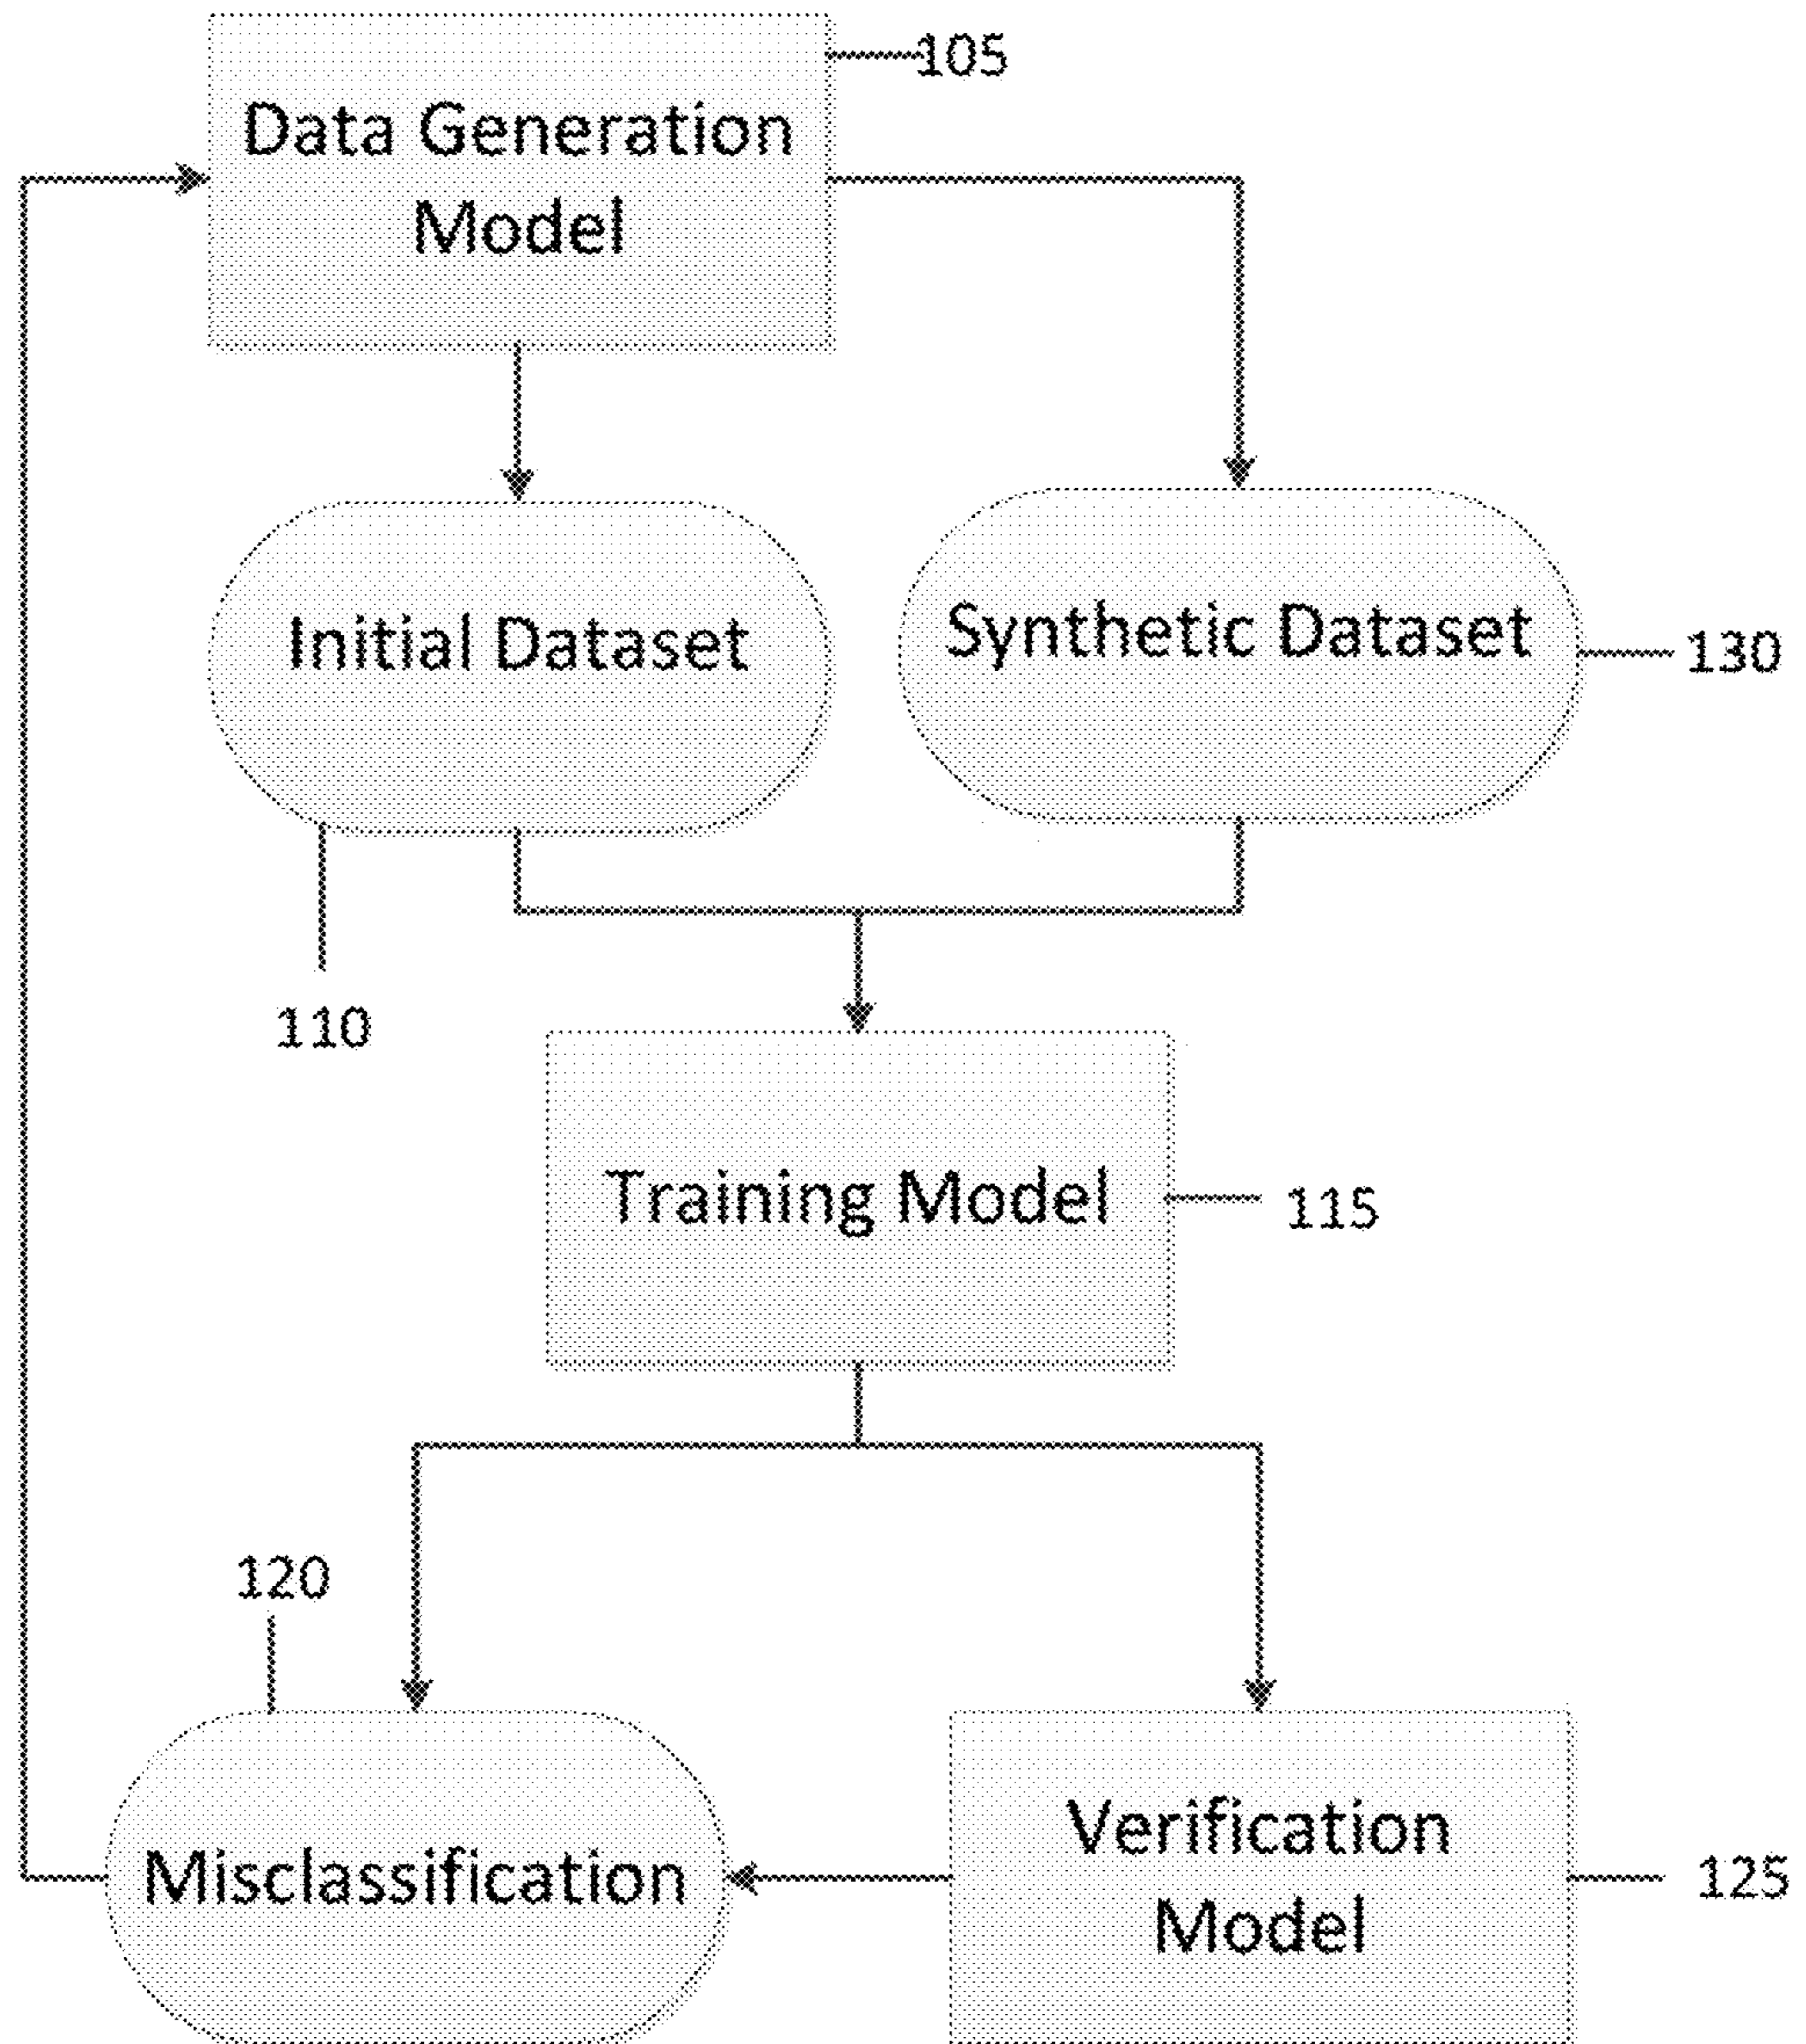 105
Data Generation
Model
Initial Dataset
Synthetic Dataset
130
110
Training Model
115
120
Misclassification
Verification
Model
125